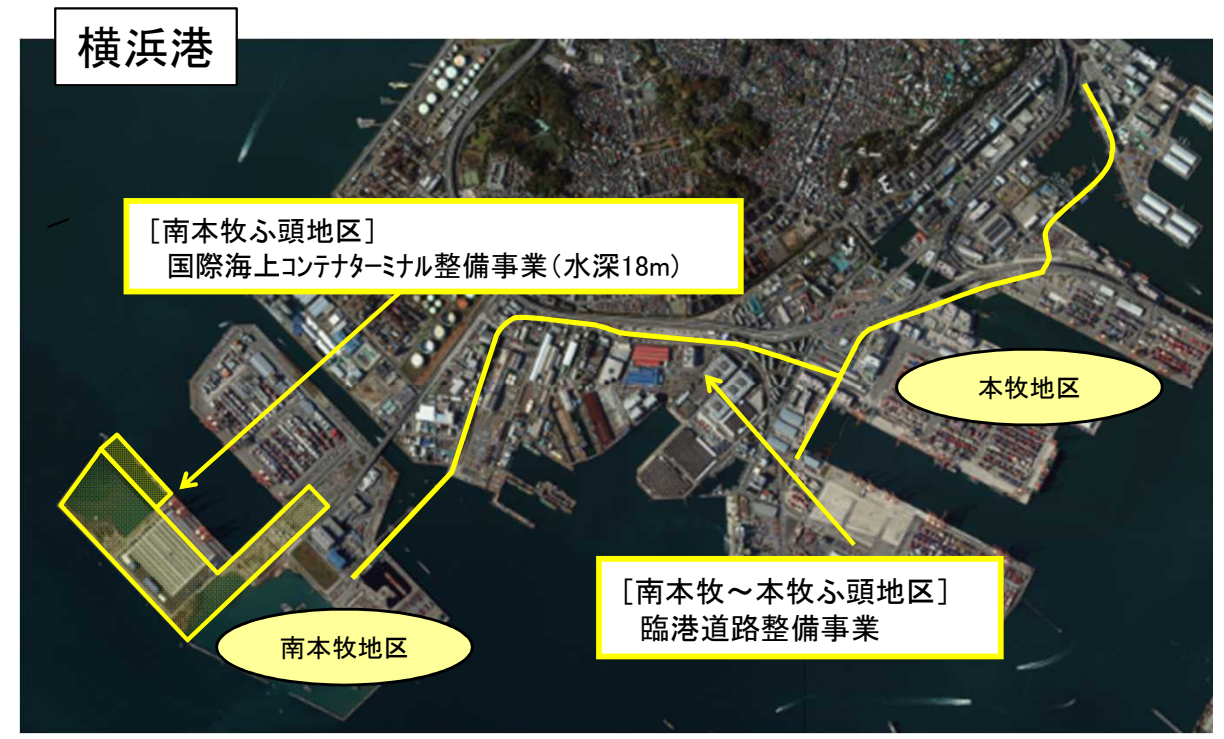 横浜港
［南本牧ふ頭地区］
国際海上コンテナターミナル整備事業（水深18m）
本牧地区
［南本牧～本牧ふ頭地区］
臨港道路整備事業
南本牧地区